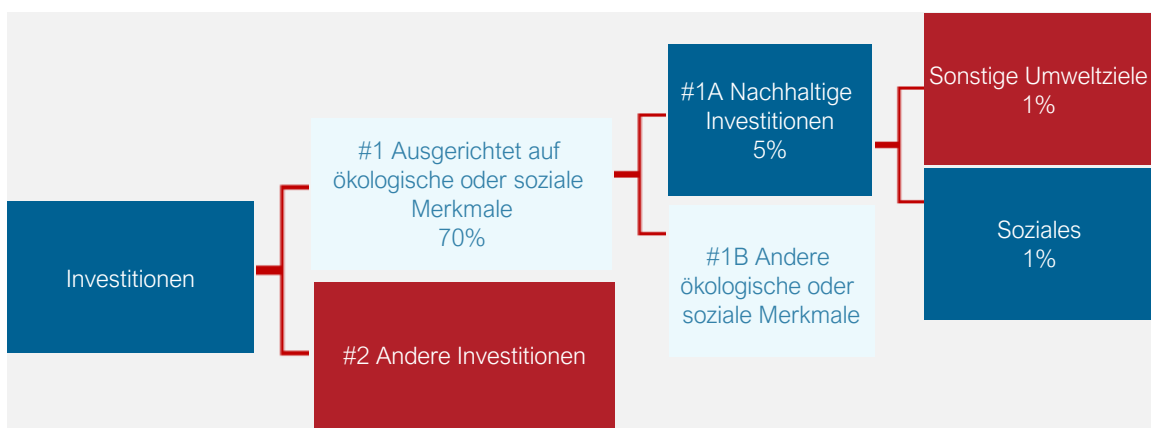 Investitionen
#1 Ausgerichtet auf
ökologische oder soziale
Merkmale
70%
#2 Andere Investitionen
#1A Nachhaltige
Investitionen
5%
#1B Andere
ökologische oder
soziale Merkmale
Sonstige Umweltziele
1%
Soziales
1%